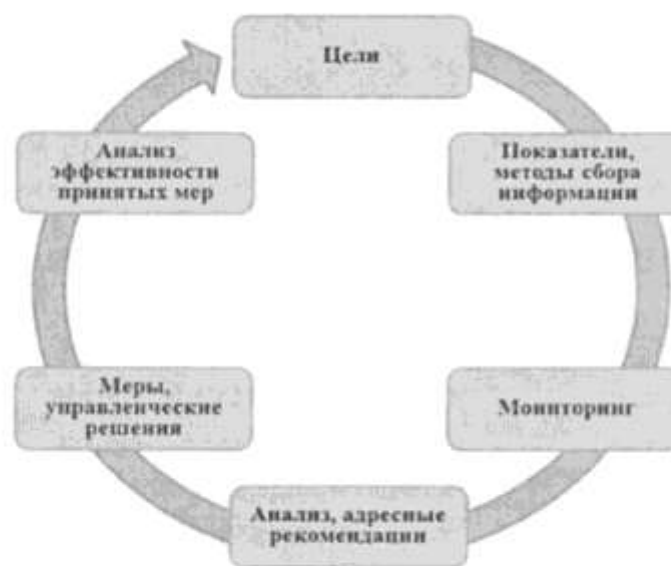 Цели
Показатели,
методы сбора
информации
Мониторинг
Анализ, адресные
рекомендации
Меры,
управленческие
решения
Анализ
эффективности
принятых мер